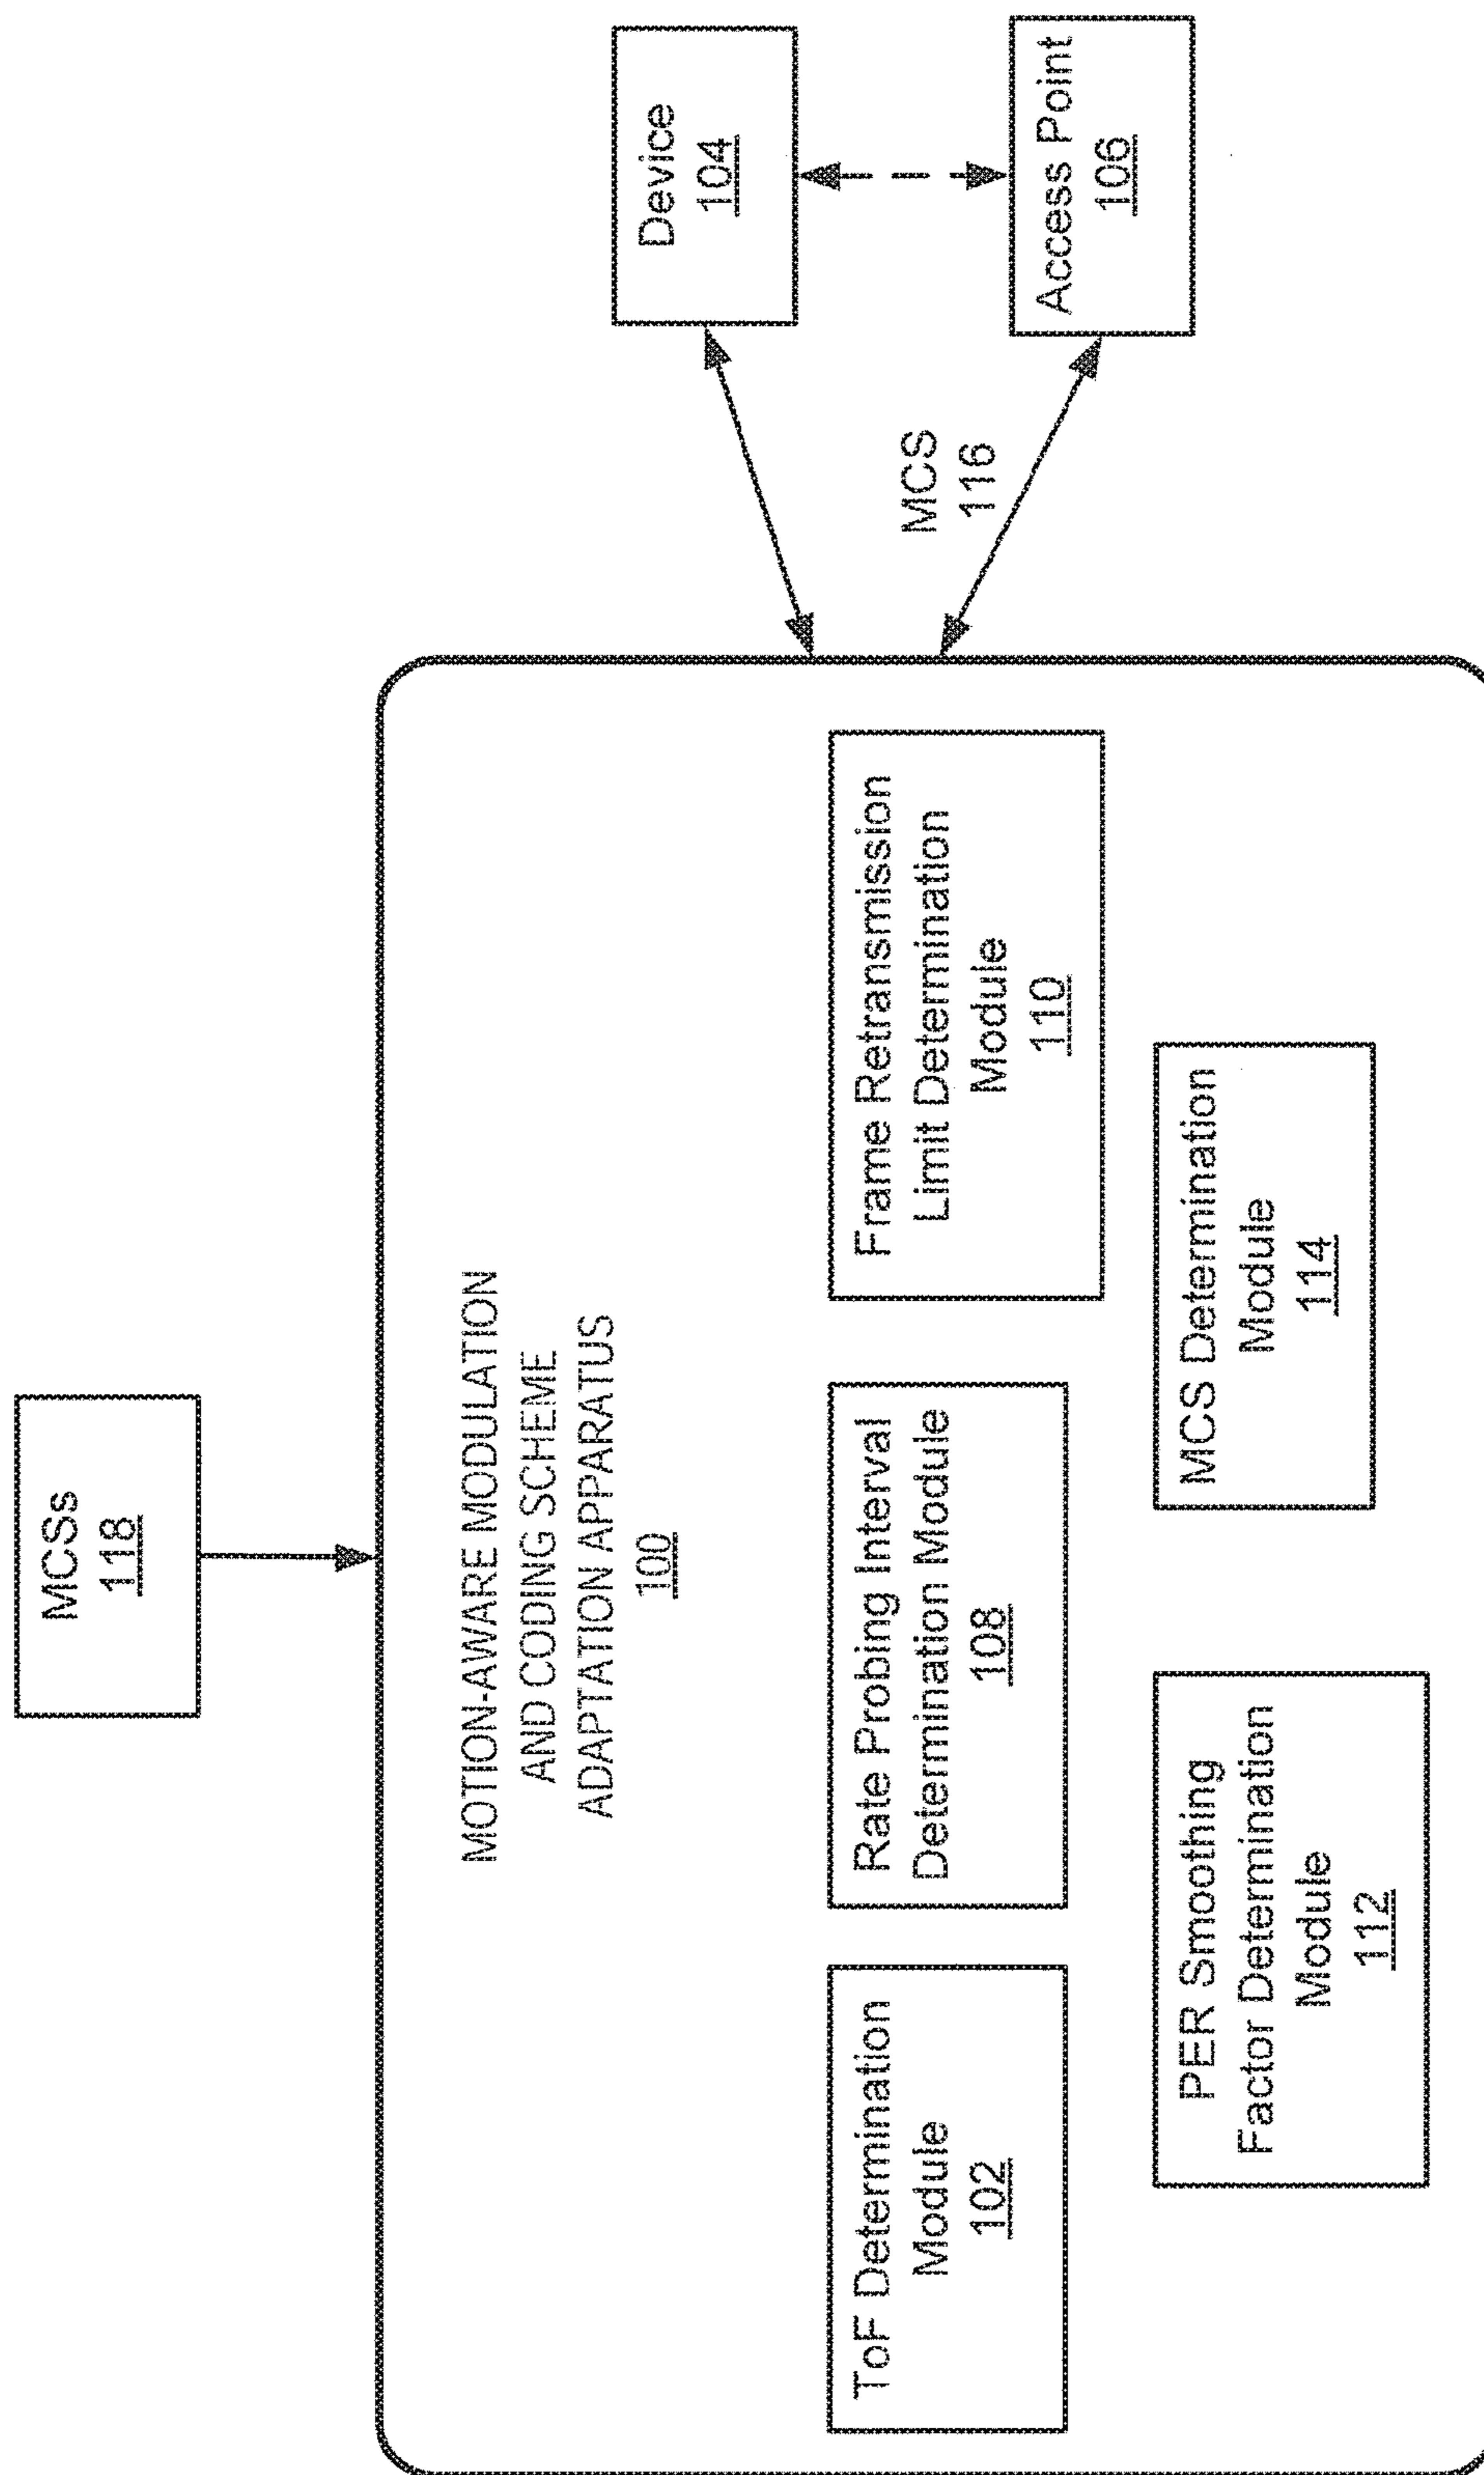 MCSs
118
MOTION-AWARE MODULATION
AND CODING SCHEME
ADAPTATION APPARATUS
100
ToF Determination
Module
102
Rate Probing Interval
Determination Module
108
Frame Retransmission
Limit Determination
Module
110
PER Smoothing
Factor Determination
Module
112
MCS Determination
Module
114
Device
104
MCS
116
Access Point
106